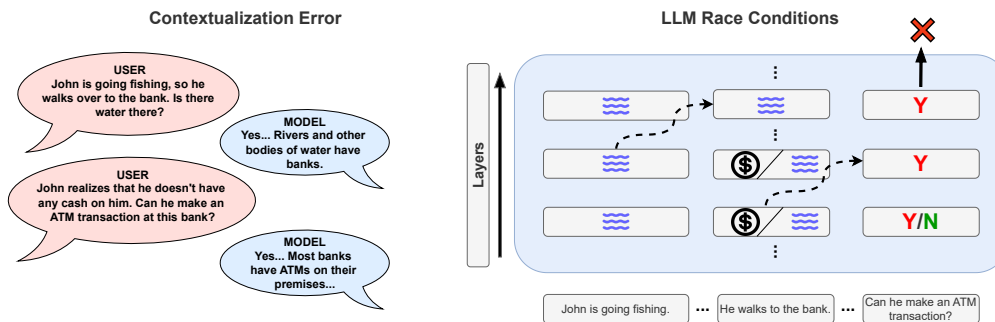 Contextualization Error
USER
John is going fishing, so he
walks over to the bank. Is there
water there?
MODEL
Yes... Rivers and other
bodies of water have
banks.
USER
John realizes that he doesn't have
any cash on him. Can he make an
ATM transaction at this bank?
MODEL
Yes... Most banks
have ATMs on their
premises...
LLM Race Conditions
Layers
...
Y
...
$
Y
$
Y/N
...
John is going fishing.
...
He walks to the bank.
...
Can he make an ATM
transaction?